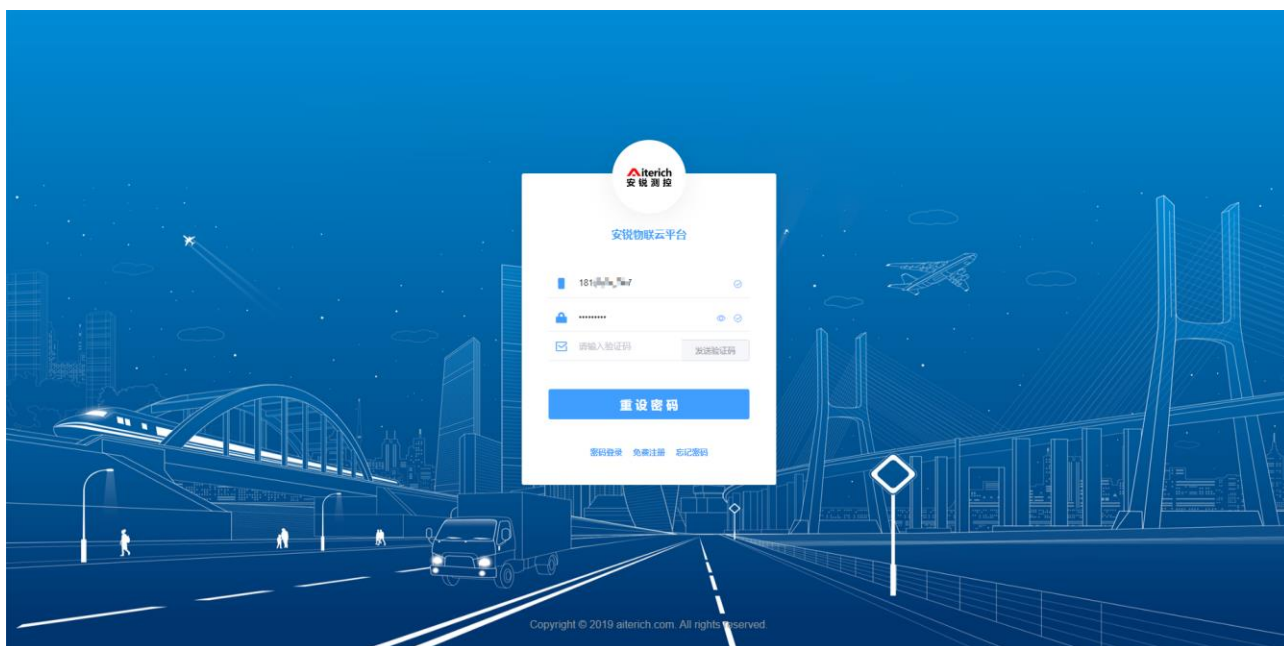 Aiterich
安锐测控
安锐物联云平台
181
•••••••••
请输入验证码 发送验证码
重设密码
密码登录 免费注册 忘记密码
Copyright © 2019 aiterich.com. All rights reserved.